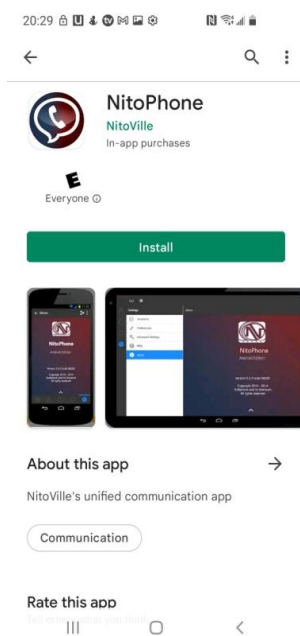 20:29
NitoPhone
NitoVille
In-app purchases
E
Everyone
Install
NitoPhone
NitoPhone
About this app
NitoVille's unified communication app
Communication
Rate this app